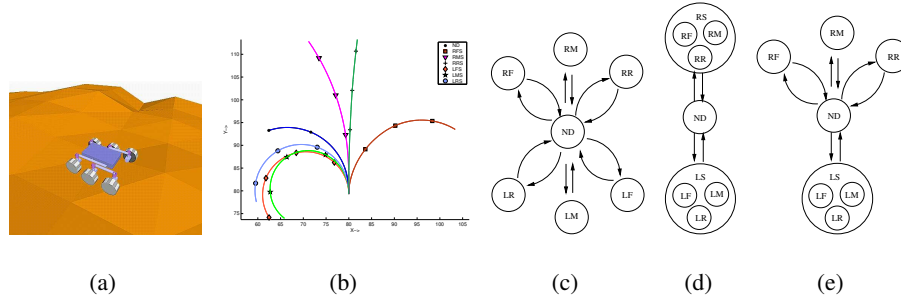 110
105
100
95
90
85
80
75
60
65
70
75
80
85
90
95
100
105
X->
Y->
ND
RFS
RMS
RRS
LFS
LMS
LRS
RM
RF
RR
ND
LR
LF
LM
RS
RF
RM
RR
ND
LS
LF
LM
LR
RM
RF
RR
ND
LS
LF
LM
LR
(a)
(b)
(c)
(d)
(e)